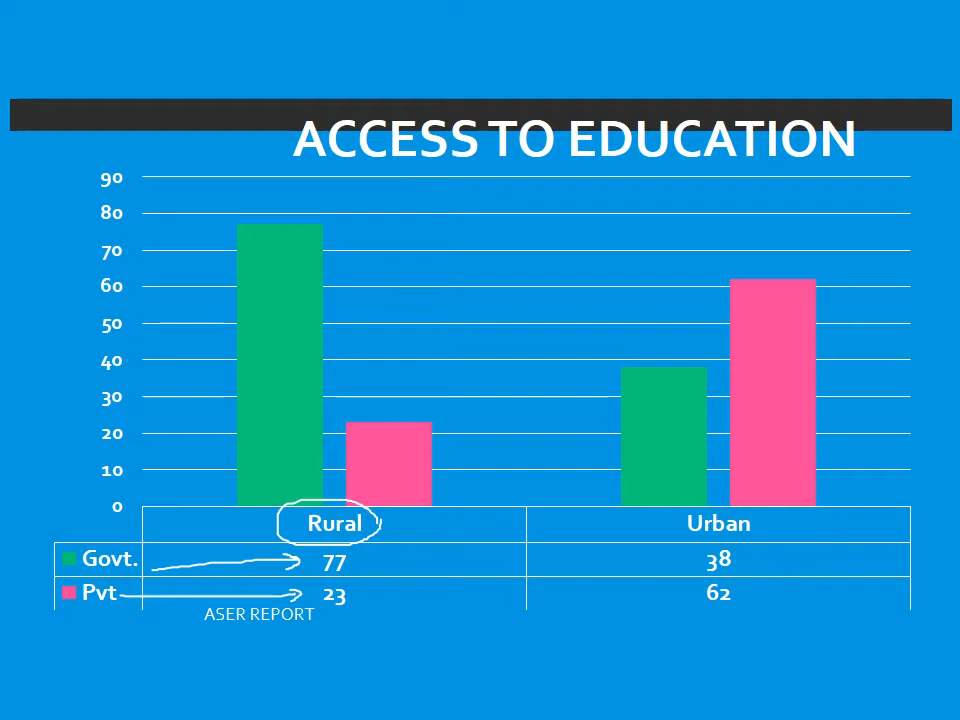 ACCESS TO EDUCATION
90
80
70
60
50
40
30
20
10
0
Rural Urban
Govt. 77 38
Pvt 23 62
ASER REPORT